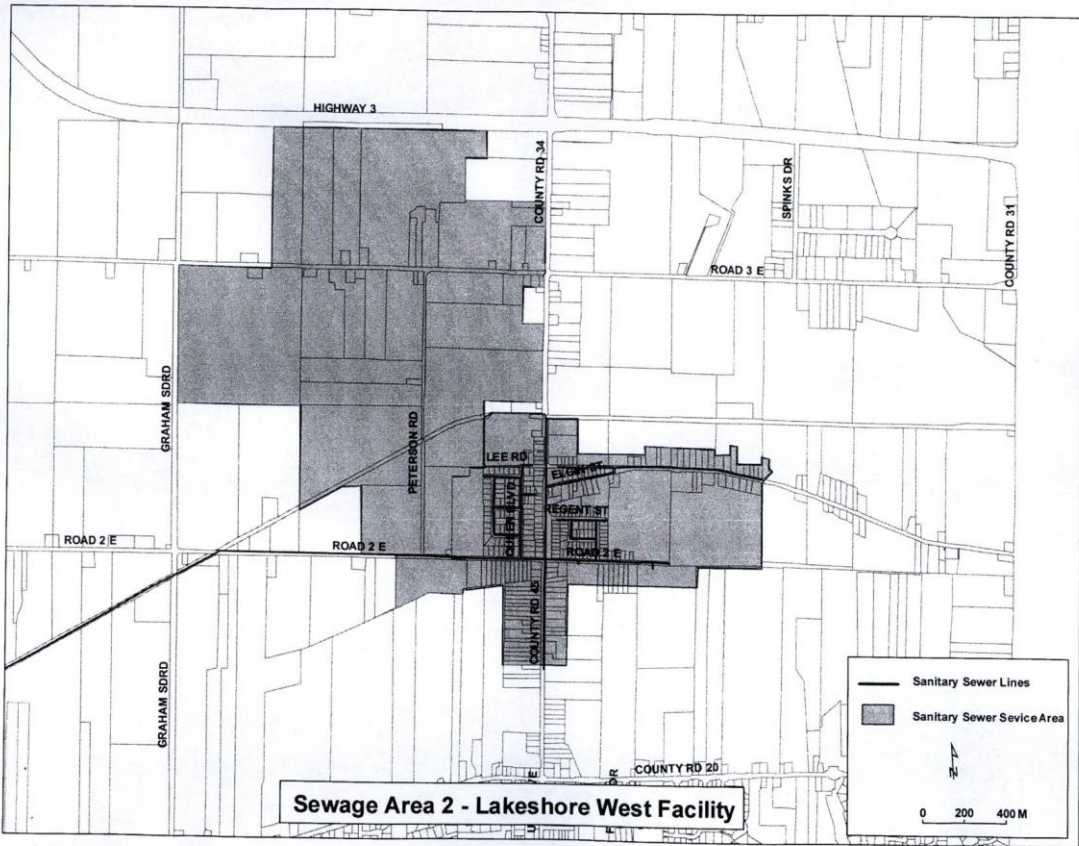 HIGHWAY 3
COUNTY RD 34
SPINKS DR
COUNTY RD 31
ROAD 3 E
GRAHAM SDRD
PETERSON RD
LEE RD
ELGIN ST
QUEEN BLVD
REGENT ST
ROAD 2 E
ROAD 2 E
ROAD 2 E
COUNTY RD 45
GRAHAM SDRD
Sanitary Sewer Lines
Sanitary Sewer Sevice Area
N
0 200 400 M
COUNTY RD 20
DR
Sewage Area 2 - Lakeshore West Facility